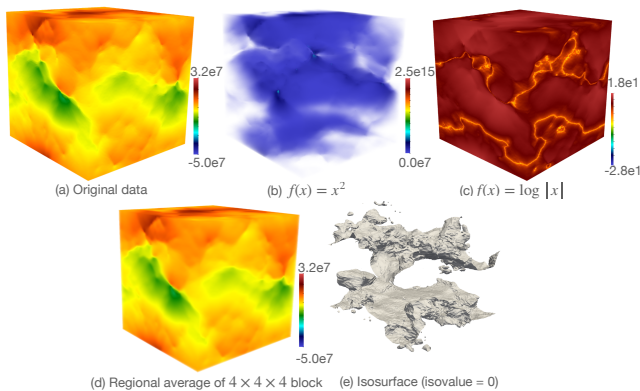 3.2e7
-5.0e7
(a) Original data
2.5e15
0.0e7
(b) f(x) = x²
1.8e1
-2.8e1
(c) f(x) = log |x|
3.2e7
-5.0e7
(d) Regional average of 4 × 4 × 4 block
(e) Isosurface (isovalue = 0)